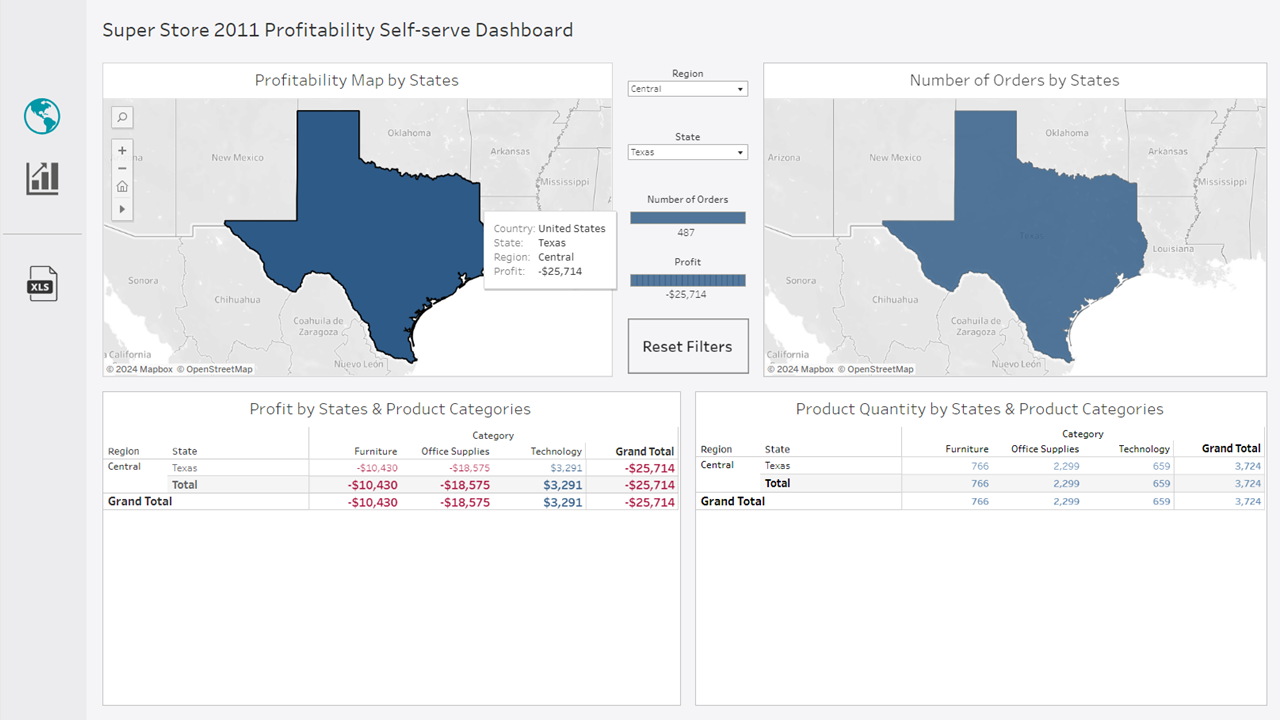 Super Store 2011 Profitability Self-serve Dashboard
Profitability Map by States
Oklahoma
New Mexico
Arkansas
Mississippi
Sonora
Chihuahua
Coahuila de
Zaragoza
Nuevo León
California
© 2024 Mapbox © OpenStreetMap
Country: United States
State: Texas
Region: Central
Profit: -$25,714
Region
Central
State
Texas
Number of Orders
487
Profit
-$25,714
Reset Filters
Number of Orders by States
Oklahoma
Arizona
New Mexico
Arkansas
Mississippi
Texas
Louisiana
Sonora
Chihuahua
Coahuila de
Zaragoza
Nuevo León
California
© 2024 Mapbox © OpenStreetMap
XLS
Profit by States & Product Categories
Category
Region State Furniture Office Supplies Technology Grand Total
Central Texas -$10,430 -$18,575 $3,291 -$25,714
Total -$10,430 -$18,575 $3,291 -$25,714
Grand Total -$10,430 -$18,575 $3,291 -$25,714
Product Quantity by States & Product Categories
Category
Region State Furniture Office Supplies Technology Grand Total
Central Texas 766 2,299 659 3,724
Total 766 2,299 659 3,724
Grand Total 766 2,299 659 3,724